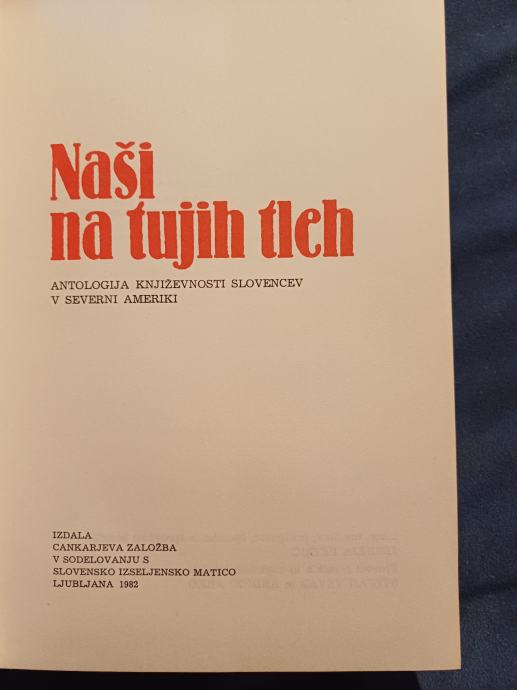 Naši
na tujih tleh
ANTOLOGIJA KNJIŽEVNOSTI SLOVENCEV
V SEVERNI AMERIKI
IZDALA
CANKARJEVA ZALOŽBA
V SODELOVANJU S
SLOVENSKO IZSELJENSKO MATICO
LJUBLJANA 1982